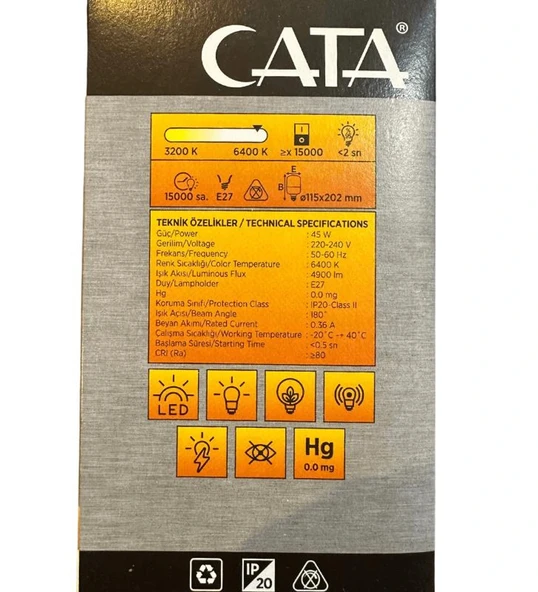 CATA®
3200 K 6400 K ≥x 15000 <2 sn
15000 sa. E27 E B ø115x202 mm
TEKNİK ÖZELİKLER / TECHNICAL SPECIFICATIONS
Güç/Power : 45 W
Gerilim/Voltage : 220-240 V
Frekans/Frequency : 50-60 Hz
Renk Sıcaklığı/Color Temperature : 6400 K
Işık Akısı/Luminous Flux : 4900 lm
Duy/Lampholder : E27
Hg : 0.0 mg
Koruma Sınıfı/Protection Class : IP20-Class II
Işık Açısı/Beam Angle : 180°
Beyan Akımı/Rated Current : 0.36 A
Çalışma Sıcaklığı/Working Temperature : -20°C -+ 40°C
Başlama Süresi/Starting Time : <0.5 sn
CRI (Ra) : ≥80
LED
Hg
0.0 mg
IP
20